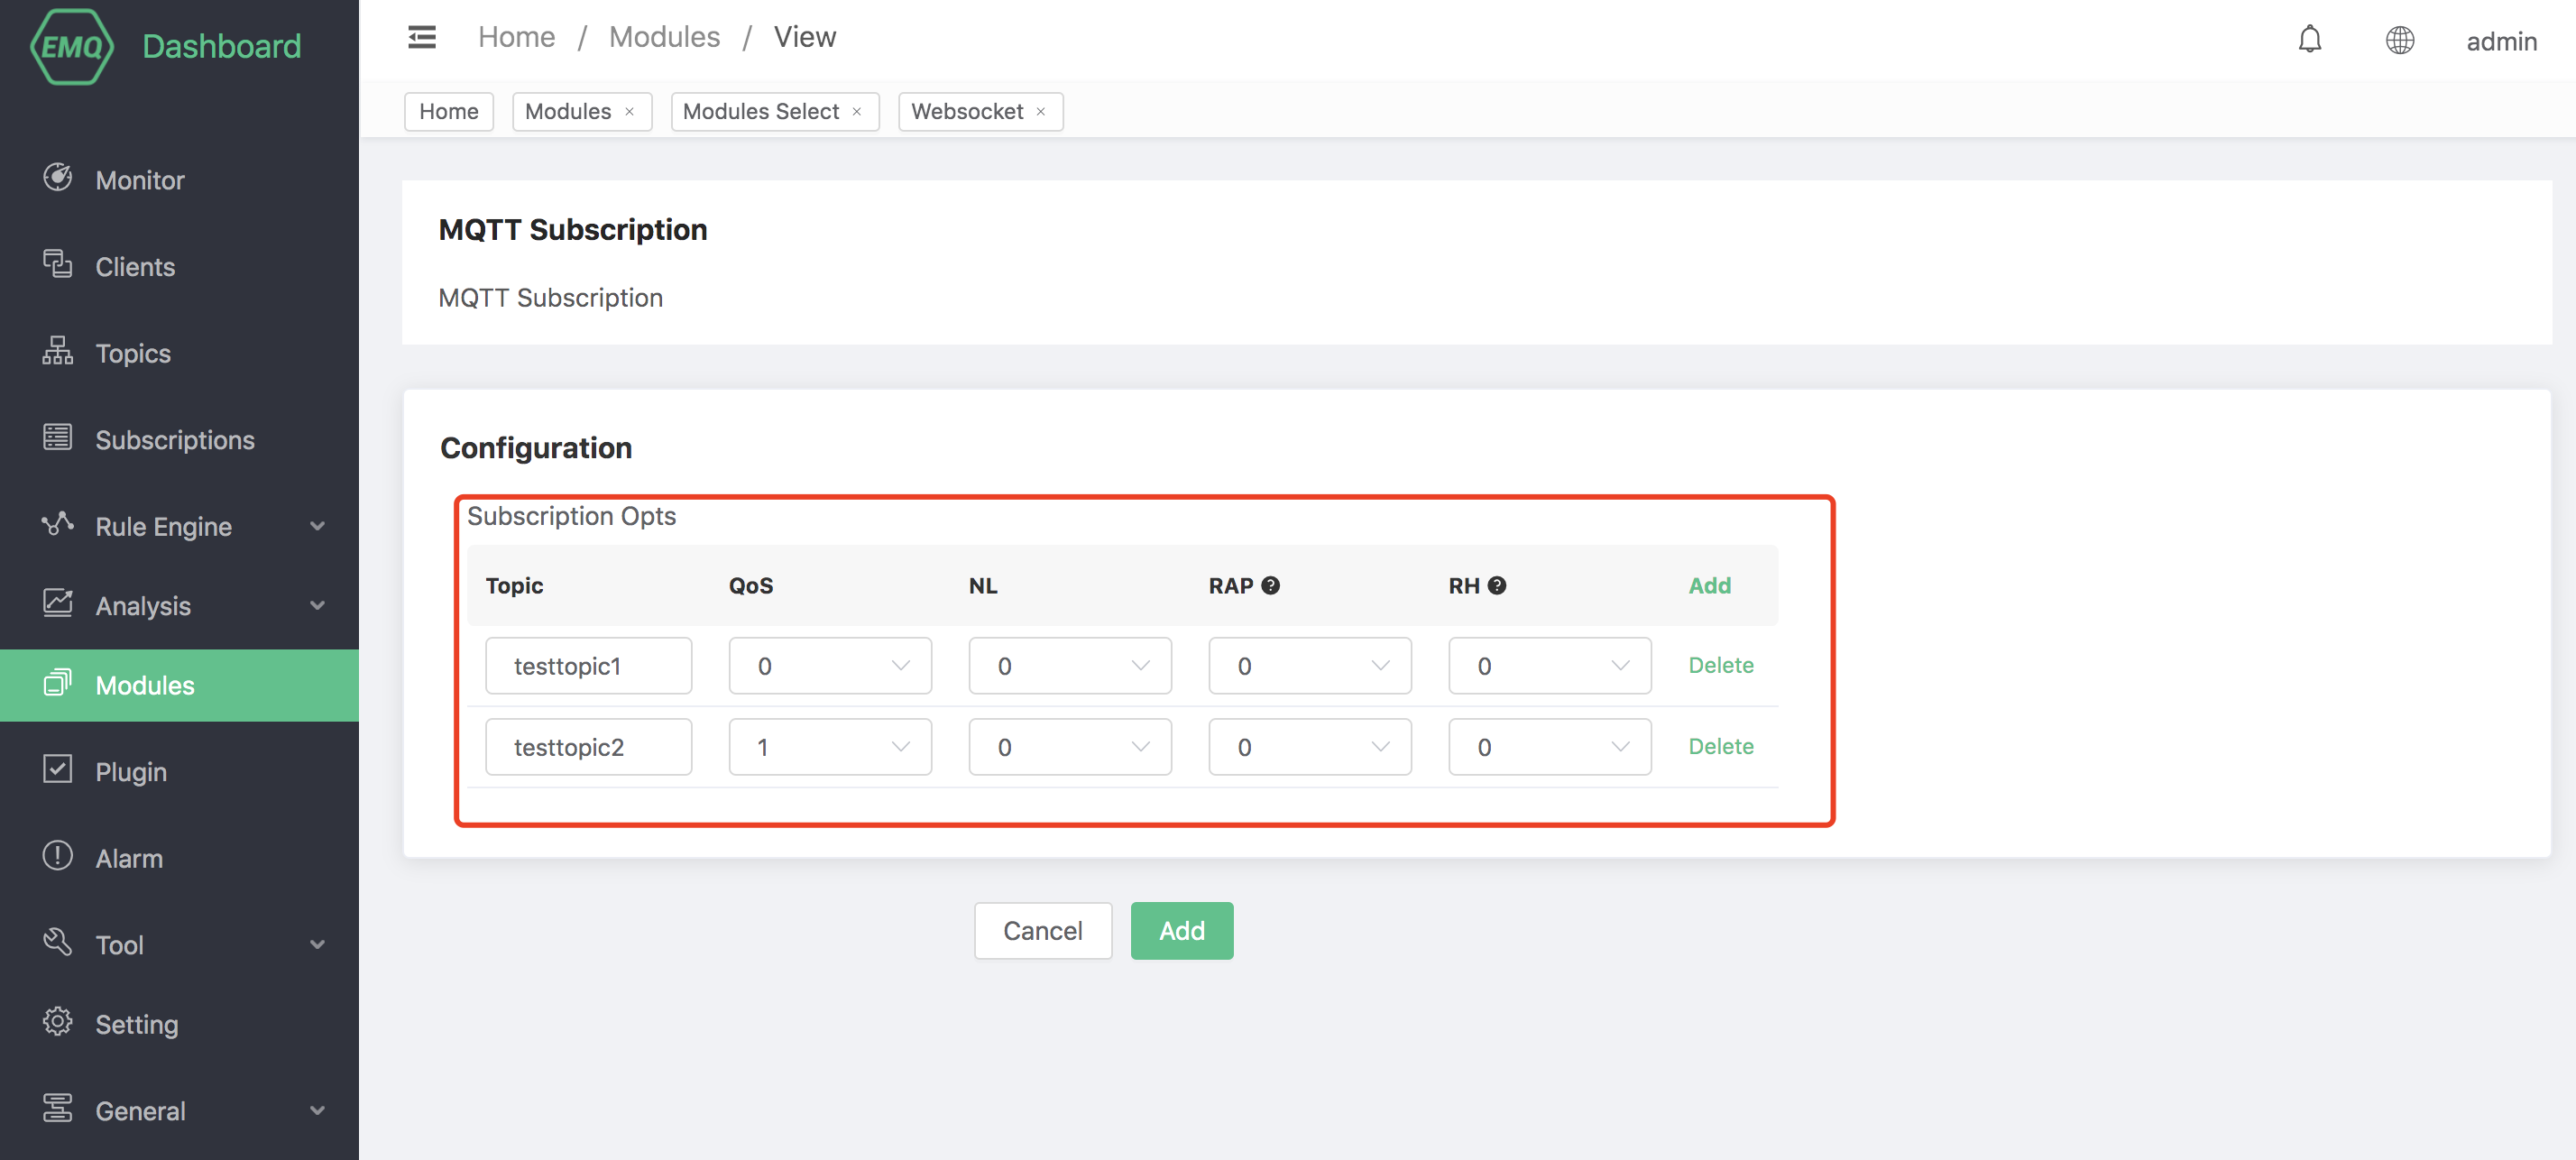 EMQ Dashboard
Home / Modules / View
admin
Home
Modules ×
Modules Select ×
Websocket ×
Monitor
Clients
Topics
Subscriptions
Rule Engine
Analysis
Modules
Plugin
Alarm
Tool
Setting
General
MQTT Subscription
MQTT Subscription
Configuration
Subscription Opts
Topic QoS NL RAP ? RH ? Add
testtopic1 0 0 0 0 Delete
testtopic2 1 0 0 0 Delete
Cancel Add